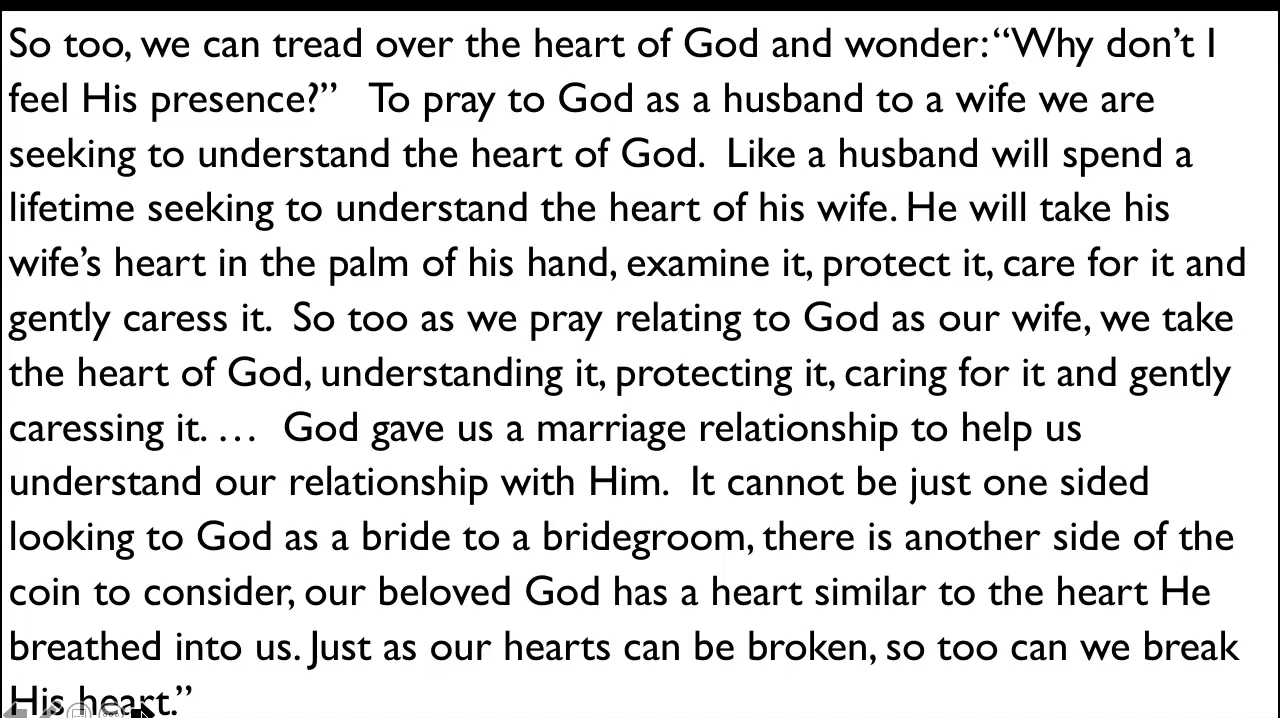 So too, we can tread over the heart of God and wonder: “Why don’t I
feel His presence?”   To pray to God as a husband to a wife we are
seeking to understand the heart of God.  Like a husband will spend a
lifetime seeking to understand the heart of his wife. He will take his
wife’s heart in the palm of his hand, examine it, protect it, care for it and
gently caress it.  So too as we pray relating to God as our wife, we take
the heart of God, understanding it, protecting it, caring for it and gently
caressing it. …   God gave us a marriage relationship to help us
understand our relationship with Him.  It cannot be just one sided
looking to God as a bride to a bridegroom, there is another side of the
coin to consider, our beloved God has a heart similar to the heart He
breathed into us. Just as our hearts can be broken, so too can we break
His heart.”